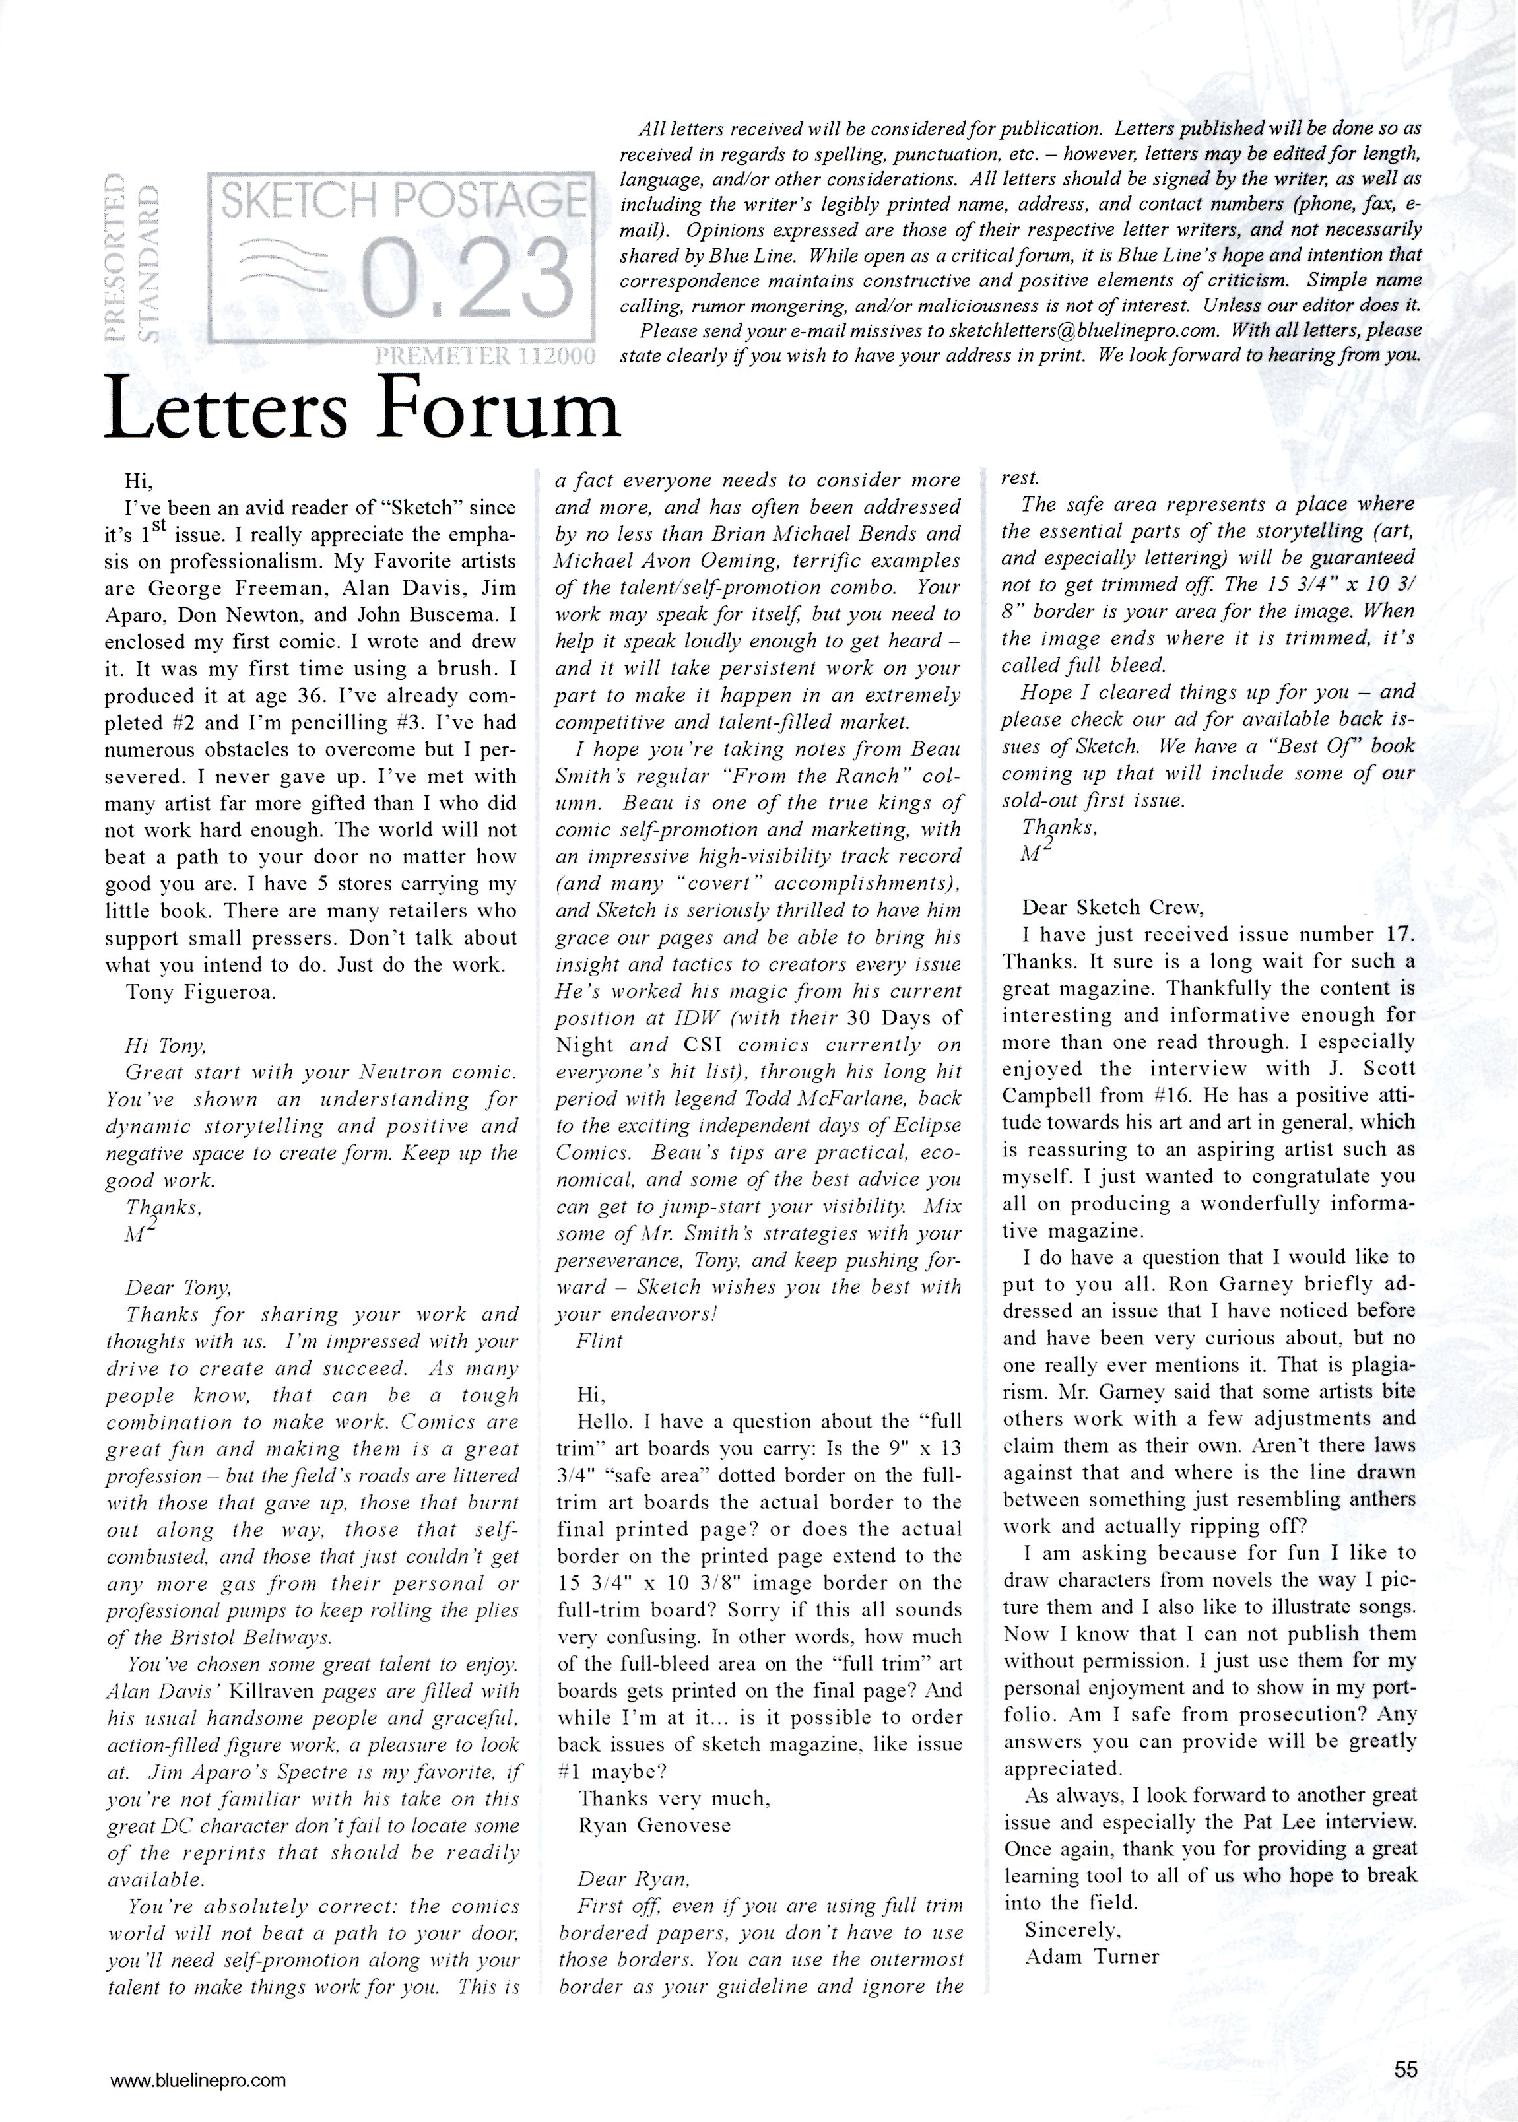 All letters received will be considered for publication. Letters published will be done so as
received in regards to spelling, punctuation, etc. – however, letters may be edited for length,
language, and/or other considerations. All letters should be signed by the writer, as well as
including the writer's legibly printed name, address, and contact numbers (phone, fax, e-
mail). Opinions expressed are those of their respective letter writers, and not necessarily
shared by Blue Line. While open as a critical forum, it is Blue Line's hope and intention that
correspondence maintains constructive and positive elements of criticism. Simple name
calling, rumor mongering, and/or maliciousness is not of interest. Unless our editor does it.
Please send your e-mail missives to sketchletters@bluelinepro.com. With all letters, please
state clearly if you wish to have your address in print. We look forward to hearing from you.
PRESORTED
STANDARD
SKETCH POSTAGE
0.23
PREMETER 112000
Letters Forum
Hi,
I've been an avid reader of "Sketch" since
it's 1st issue. I really appreciate the empha-
sis on professionalism. My Favorite artists
are George Freeman, Alan Davis, Jim
Aparo, Don Newton, and John Buscema. I
enclosed my first comic. I wrote and drew
it. It was my first time using a brush. I
produced it at age 36. I've already com-
pleted #2 and I'm pencilling #3. I've had
numerous obstacles to overcome but I per-
severed. I never gave up. I've met with
many artist far more gifted than I who did
not work hard enough. The world will not
beat a path to your door no matter how
good you are. I have 5 stores carrying my
little book. There are many retailers who
support small pressers. Don't talk about
what you intend to do. Just do the work.
Tony Figueroa.
Hi Tony,
Great start with your Neutron comic.
You've shown an understanding for
dynamic storytelling and positive and
negative space to create form. Keep up the
good work.
Thanks,
M2
Dear Tony,
Thanks for sharing your work and
thoughts with us. I'm impressed with your
drive to create and succeed. As many
people know, that can be a tough
combination to make work. Comics are
great fun and making them is a great
profession – but the field's roads are littered
with those that gave up, those that burnt
out along the way, those that self-
combusted, and those that just couldn't get
any more gas from their personal or
professional pumps to keep rolling the plies
of the Bristol Beltways.
You've chosen some great talent to enjoy.
Alan Davis' Killraven pages are filled with
his usual handsome people and graceful,
action-filled figure work, a pleasure to look
at. Jim Aparo's Spectre is my favorite, if
you're not familiar with his take on this
great DC character don't fail to locate some
of the reprints that should be readily
available.
You're absolutely correct: the comics
world will not beat a path to your door,
you'll need self-promotion along with your
talent to make things work for you. This is
a fact everyone needs to consider more
and more, and has often been addressed
by no less than Brian Michael Bends and
Michael Avon Oeming, terrific examples
of the talent/self-promotion combo. Your
work may speak for itself, but you need to
help it speak loudly enough to get heard –
and it will take persistent work on your
part to make it happen in an extremely
competitive and talent-filled market.
I hope you're taking notes from Beau
Smith's regular "From the Ranch" col-
umn. Beau is one of the true kings of
comic self-promotion and marketing, with
an impressive high-visibility track record
(and many "covert" accomplishments),
and Sketch is seriously thrilled to have him
grace our pages and be able to bring his
insight and tactics to creators every issue
He's worked his magic from his current
position at IDW (with their 30 Days of
Night and CSI comics currently on
everyone's hit list), through his long hit
period with legend Todd McFarlane, back
to the exciting independent days of Eclipse
Comics. Beau's tips are practical, eco-
nomical, and some of the best advice you
can get to jump-start your visibility. Mix
some of Mr. Smith's strategies with your
perseverance, Tony, and keep pushing for-
ward – Sketch wishes you the best with
your endeavors!
Flint
Hi,
Hello. I have a question about the "full
trim" art boards you carry: Is the 9" x 13
3/4" "safe area" dotted border on the full-
trim art boards the actual border to the
final printed page? or does the actual
border on the printed page extend to the
15 3/4" x 10 3/8" image border on the
full-trim board? Sorry if this all sounds
very confusing. In other words, how much
of the full-bleed area on the "full trim" art
boards gets printed on the final page? And
while I'm at it... is it possible to order
back issues of sketch magazine, like issue
#1 maybe?
Thanks very much,
Ryan Genovese
Dear Ryan,
First off, even if you are using full trim
bordered papers, you don't have to use
those borders. You can use the outermost
border as your guideline and ignore the
rest.
The safe area represents a place where
the essential parts of the storytelling (art,
and especially lettering) will be guaranteed
not to get trimmed off. The 15 3/4" x 10 3/
8" border is your area for the image. When
the image ends where it is trimmed, it's
called full bleed.
Hope I cleared things up for you – and
please check our ad for available back is-
sues of Sketch. We have a "Best Of" book
coming up that will include some of our
sold-out first issue.
Thanks,
M2
Dear Sketch Crew,
I have just received issue number 17.
Thanks. It sure is a long wait for such a
great magazine. Thankfully the content is
interesting and informative enough for
more than one read through. I especially
enjoyed the interview with J. Scott
Campbell from #16. He has a positive atti-
tude towards his art and art in general, which
is reassuring to an aspiring artist such as
myself. I just wanted to congratulate you
all on producing a wonderfully informa-
tive magazine.
I do have a question that I would like to
put to you all. Ron Garney briefly ad-
dressed an issue that I have noticed before
and have been very curious about, but no
one really ever mentions it. That is plagia-
rism. Mr. Garney said that some artists bite
others work with a few adjustments and
claim them as their own. Aren't there laws
against that and where is the line drawn
between something just resembling anthers
work and actually ripping off?
I am asking because for fun I like to
draw characters from novels the way I pic-
ture them and I also like to illustrate songs.
Now I know that I can not publish them
without permission. I just use them for my
personal enjoyment and to show in my port-
folio. Am I safe from prosecution? Any
answers you can provide will be greatly
appreciated.
As always, I look forward to another great
issue and especially the Pat Lee interview.
Once again, thank you for providing a great
learning tool to all of us who hope to break
into the field.
Sincerely,
Adam Turner
www.bluelinepro.com
55